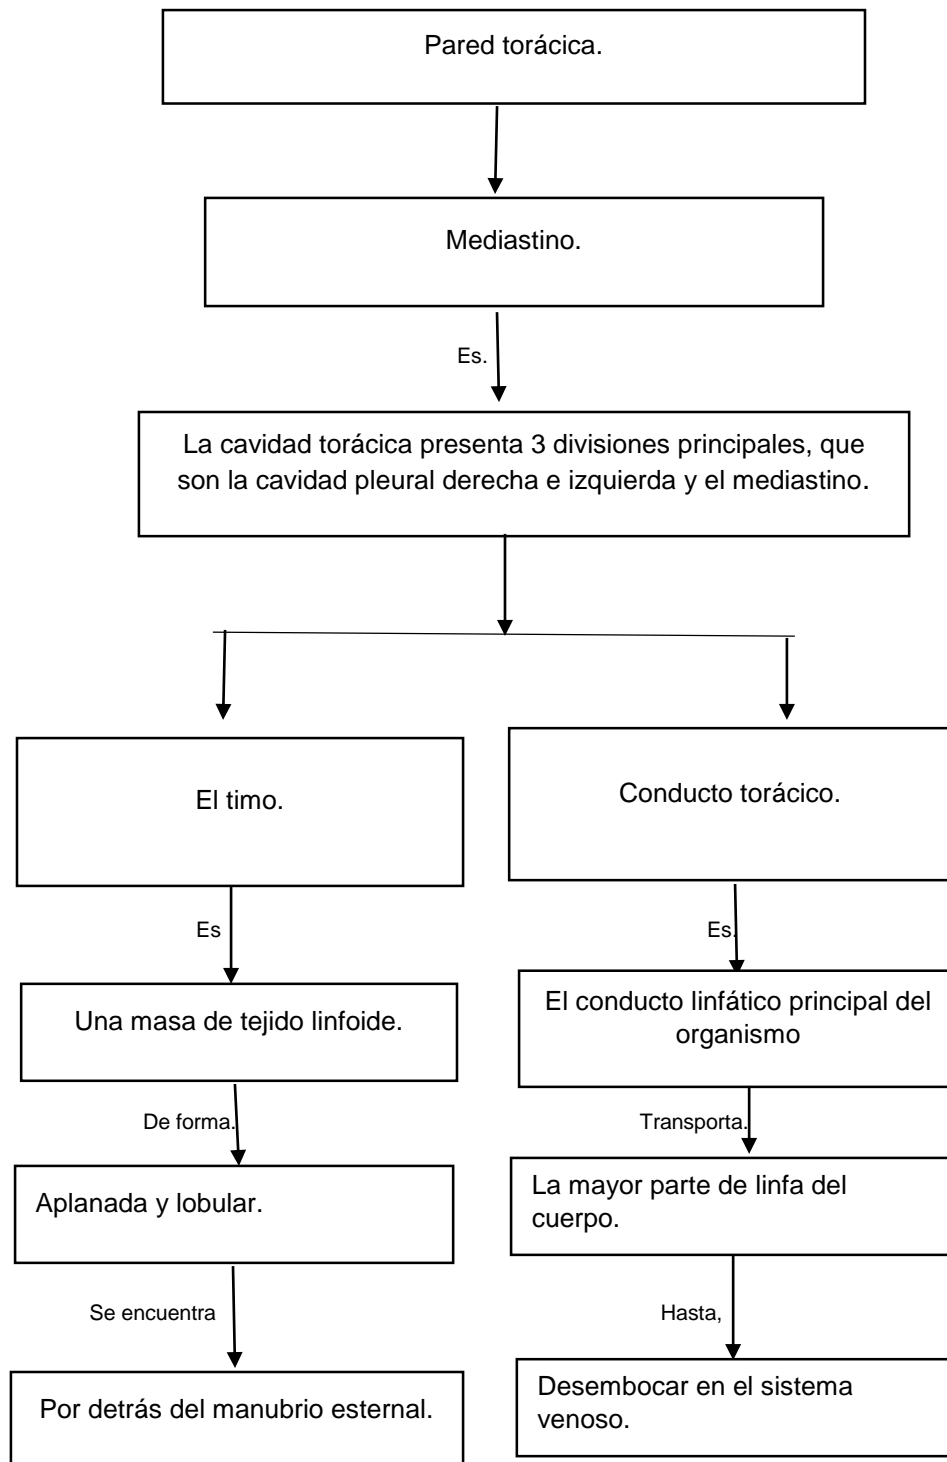 Pared torácica.
Mediastino.
Es.
La cavidad torácica presenta 3 divisiones principales, que
son la cavidad pleural derecha e izquierda y el mediastino.
El timo.
Conducto torácico.
Es
Es.
Una masa de tejido linfoide.
El conducto linfático principal del
organismo
De forma.
Transporta.
Aplanada y lobular.
La mayor parte de linfa del
cuerpo.
Se encuentra
Hasta,
Por detrás del manubrio esternal.
Desembocar en el sistema
venoso.